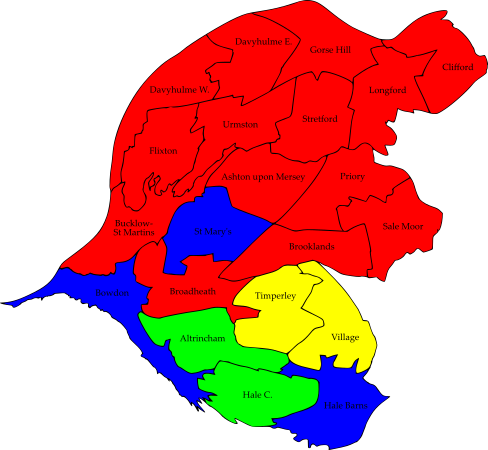 Davyhulme E.
Gorse Hill
Clifford
Davyhulme W.
Longford
Urmston
Stretford
Flixton
Ashton upon Mersey
Priory
Bucklow-
St Martins
St Mary's
Sale Moor
Brooklands
Bowdon
Broadheath
Timperley
Altrincham
Village
Hale C.
Hale Barns